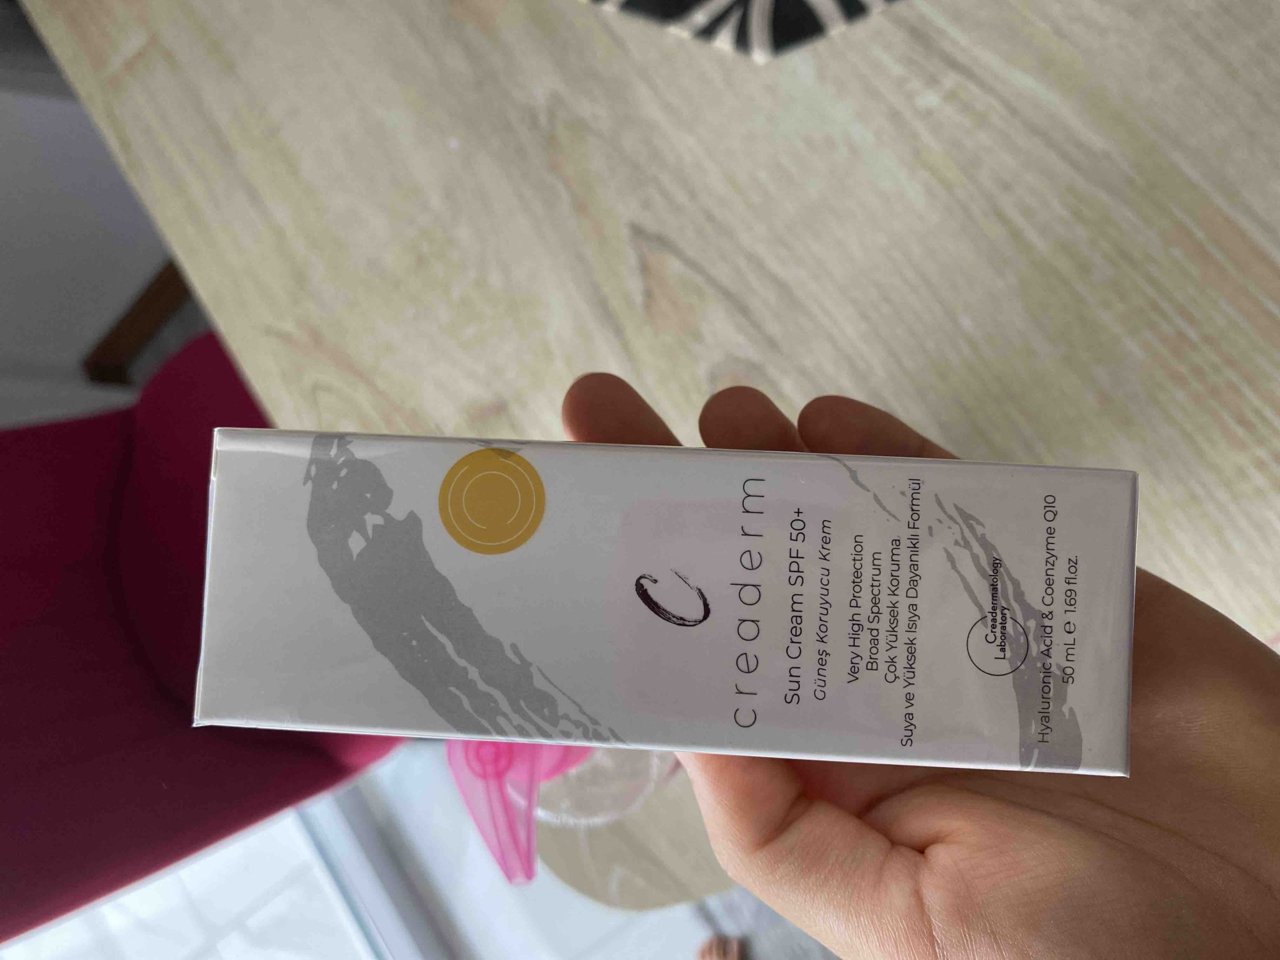 C
creaderm
Sun Cream SPF 50+
Güneş Koruyucu Krem
Very High Protection
Broad Spectrum
Çok Yüksek Koruma.
Suya ve Yüksek Isıya Dayanıklı Formül
Creadermatology
Laboratory
Hyaluronic Acid & Coenzyme Q10
50 mL e 1.69 fl.oz.